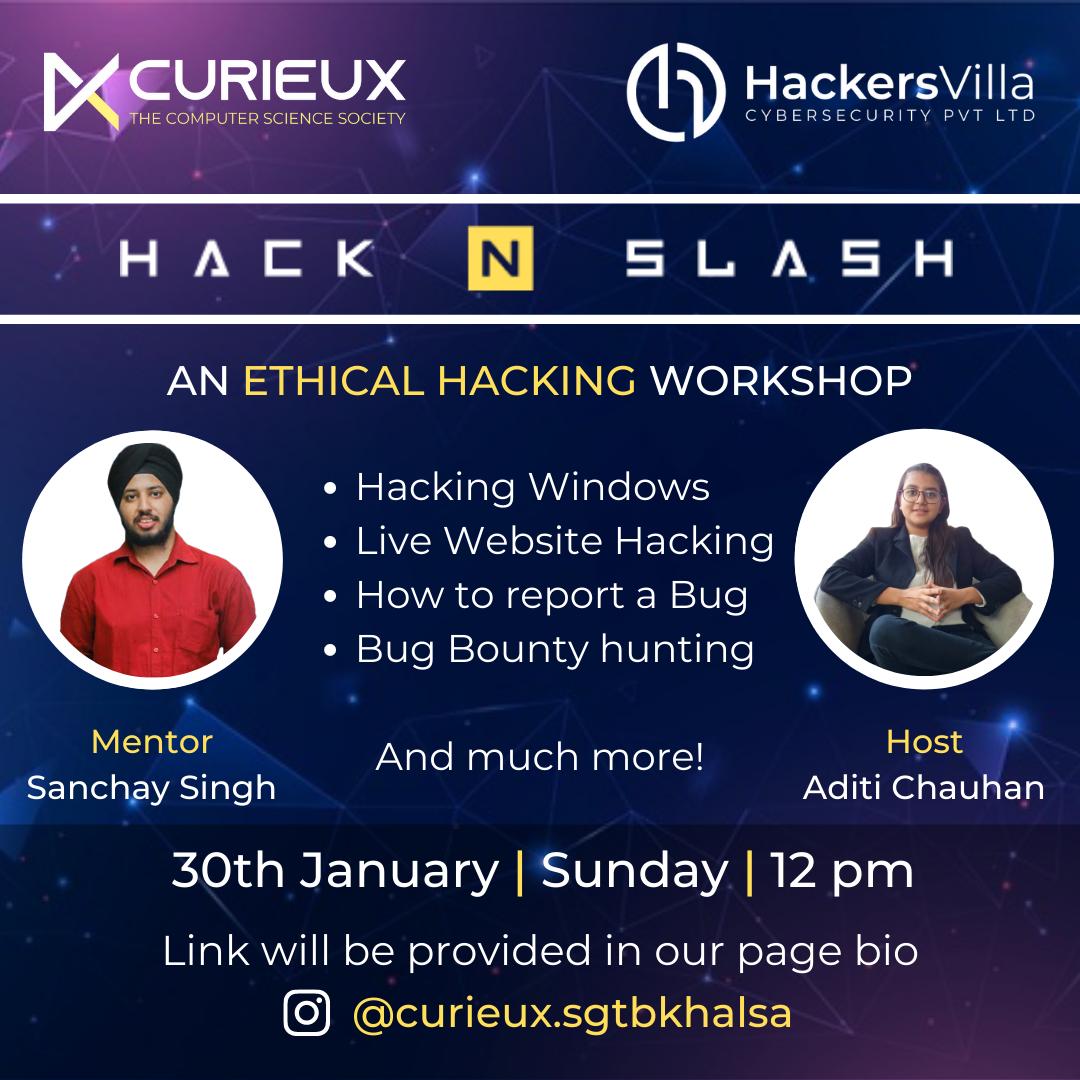 CURIEUX
THE COMPUTER SCIENCE SOCIETY
HackersVilla
CYBERSECURITY PVT LTD
HACK N SLASH
AN ETHICAL HACKING WORKSHOP
• Hacking Windows
• Live Website Hacking
• How to report a Bug
• Bug Bounty hunting
And much more!
Mentor
Sanchay Singh
Host
Aditi Chauhan
30th January | Sunday | 12 pm
Link will be provided in our page bio
@curieux.sgtbkhalsa